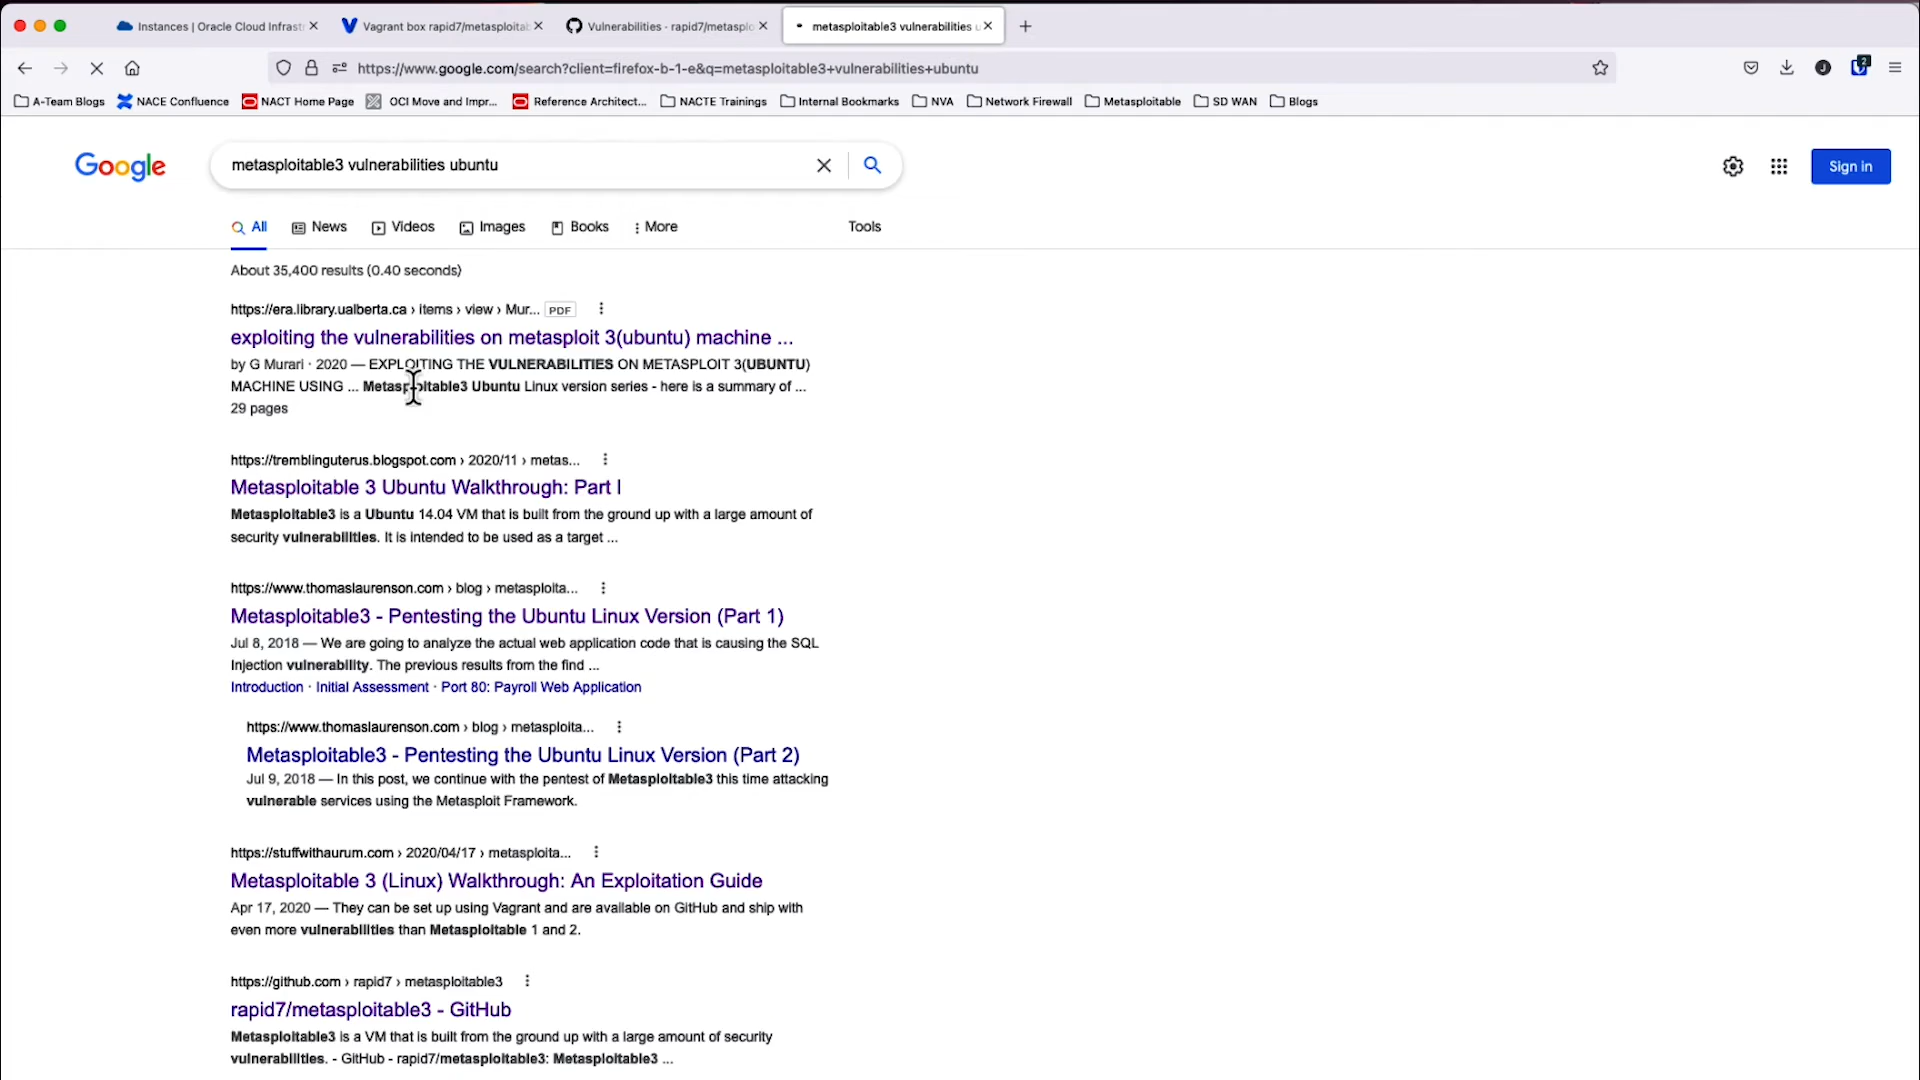 Instances | Oracle Cloud Infrast
Vagrant box rapid7/metasploitab
Vulnerabilities · rapid7/metasplo
metasploitable3 vulnerabilities u
https://www.google.com/search?client=firefox-b-1-e&q=metasploitable3+vulnerabilities+ubuntu
J
2
A-Team Blogs
NACE Confluence
NACT Home Page
OCI Move and Impr...
Reference Architect...
NACTE Trainings
Internal Bookmarks
NVA
Network Firewall
Metasploitable
SD WAN
Blogs
Google
metasploitable3 vulnerabilities ubuntu
Sign in
All
News
Videos
Images
Books
More
Tools
About 35,400 results (0.40 seconds)
https://era.library.ualberta.ca › items › view › Mur... PDF
exploiting the vulnerabilities on metasploit 3(ubuntu) machine ...
by G Murari · 2020 — EXPLOITING THE VULNERABILITIES ON METASPLOIT 3(UBUNTU)
MACHINE USING ... Metasploitable3 Ubuntu Linux version series - here is a summary of ...
29 pages
https://tremblinguterus.blogspot.com › 2020/11 › metas...
Metasploitable 3 Ubuntu Walkthrough: Part I
Metasploitable3 is a Ubuntu 14.04 VM that is built from the ground up with a large amount of
security vulnerabilities. It is intended to be used as a target ...
https://www.thomaslaurenson.com › blog › metasploita...
Metasploitable3 - Pentesting the Ubuntu Linux Version (Part 1)
Jul 8, 2018 — We are going to analyze the actual web application code that is causing the SQL
Injection vulnerability. The previous results from the find ...
Introduction · Initial Assessment · Port 80: Payroll Web Application
https://www.thomaslaurenson.com › blog › metasploita...
Metasploitable3 - Pentesting the Ubuntu Linux Version (Part 2)
Jul 9, 2018 — In this post, we continue with the pentest of Metasploitable3 this time attacking
vulnerable services using the Metasploit Framework.
https://stuffwithaurum.com › 2020/04/17 › metasploita...
Metasploitable 3 (Linux) Walkthrough: An Exploitation Guide
Apr 17, 2020 — They can be set up using Vagrant and are available on GitHub and ship with
even more vulnerabilities than Metasploitable 1 and 2.
https://github.com › rapid7 › metasploitable3
rapid7/metasploitable3 - GitHub
Metasploitable3 is a VM that is built from the ground up with a large amount of security
vulnerabilities. - GitHub - rapid7/metasploitable3: Metasploitable3 ...